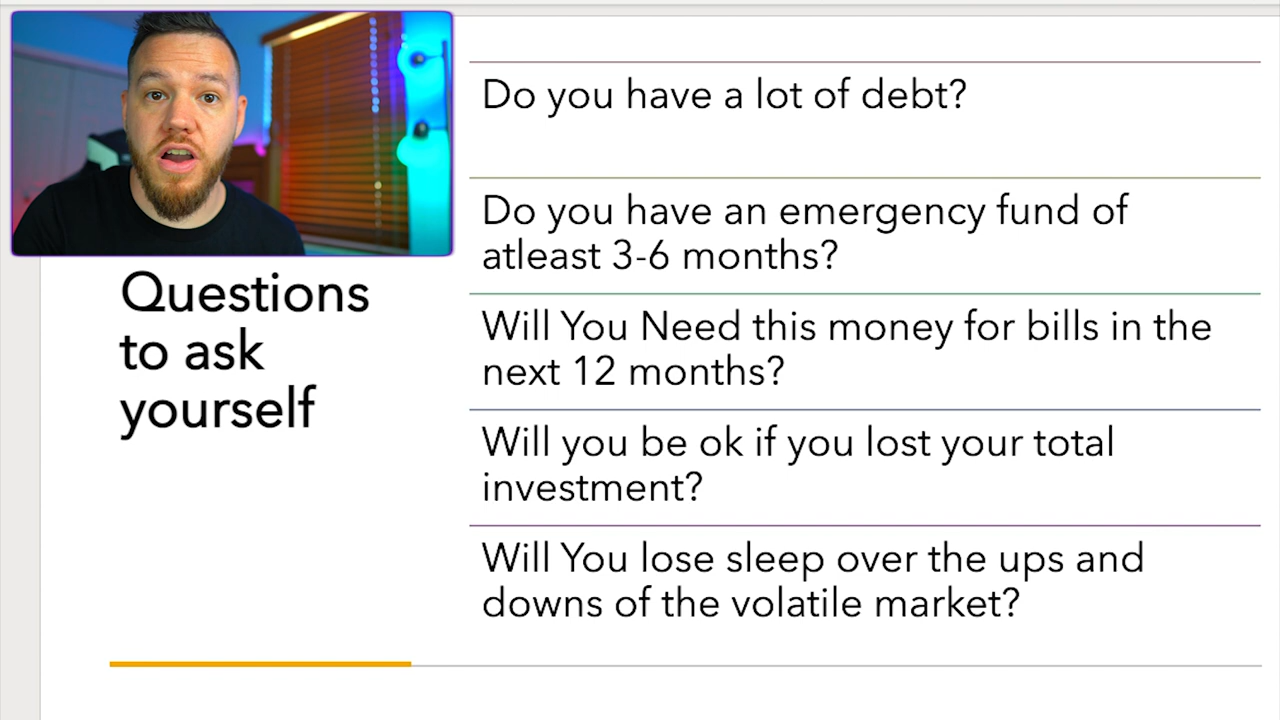 Questions
to ask
yourself
Do you have a lot of debt?
Do you have an emergency fund of
atleast 3-6 months?
Will You Need this money for bills in the
next 12 months?
Will you be ok if you lost your total
investment?
Will You lose sleep over the ups and
downs of the volatile market?